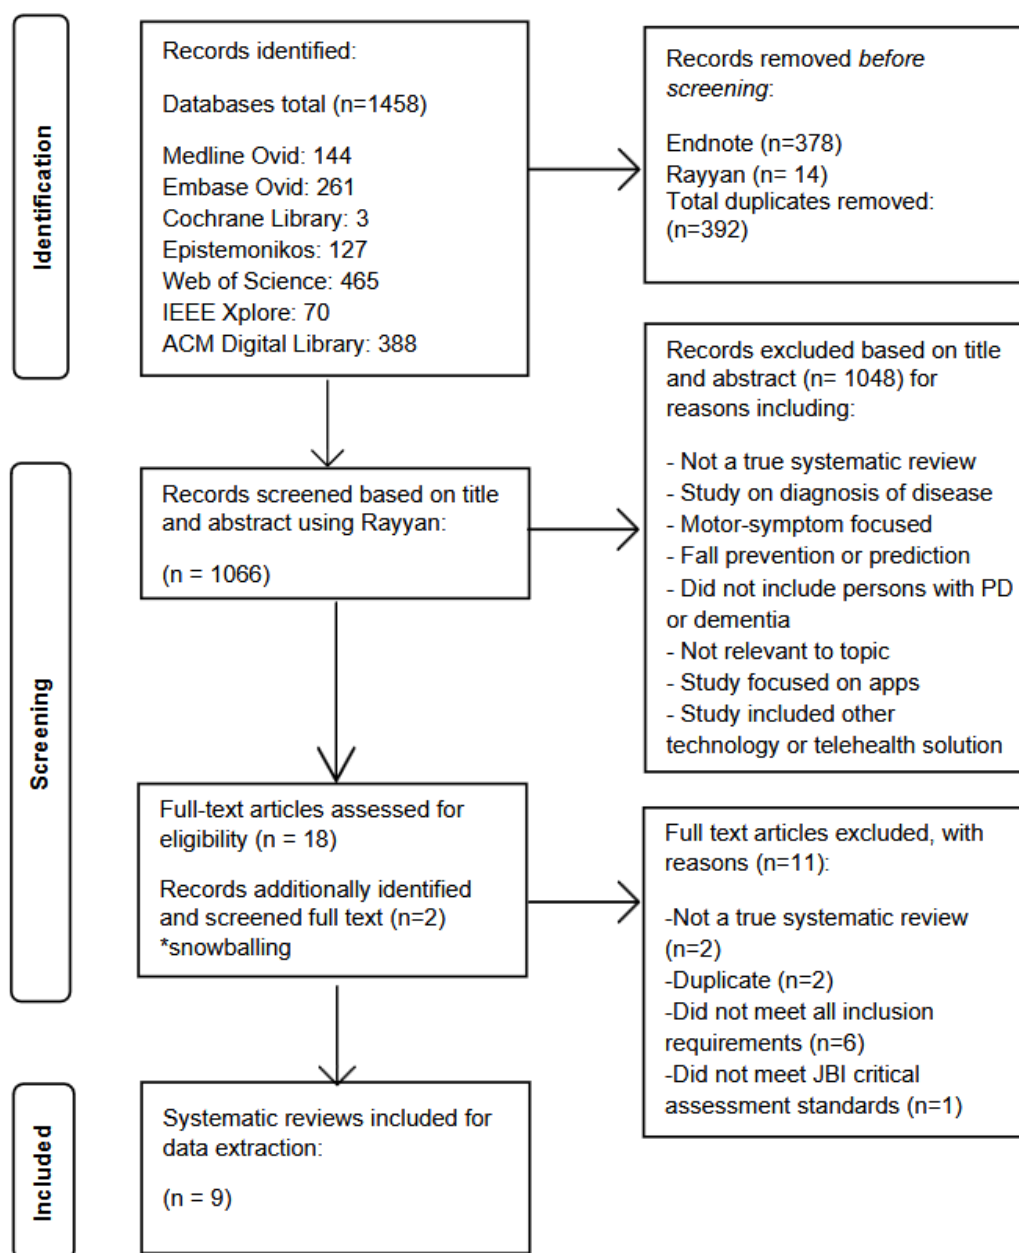 Identification
Records identified:
Databases total (n=1458)
Medline Ovid: 144
Embase Ovid: 261
Cochrane Library: 3
Epistemonikos: 127
Web of Science: 465
IEEE Xplore: 70
ACM Digital Library: 388
Records removed before
screening:
Endnote (n=378)
Rayyan (n= 14)
Total duplicates removed:
(n=392)
Screening
Records screened based on title
and abstract using Rayyan:
(n = 1066)
Records excluded based on title
and abstract (n= 1048) for
reasons including:
- Not a true systematic review
- Study on diagnosis of disease
- Motor-symptom focused
- Fall prevention or prediction
- Did not include persons with PD
or dementia
- Not relevant to topic
- Study focused on apps
- Study included other
technology or telehealth solution
Full-text articles assessed for
eligibility (n = 18)
Records additionally identified
and screened full text (n=2)
*snowballing
Full text articles excluded, with
reasons (n=11):
-Not a true systematic review
(n=2)
-Duplicate (n=2)
-Did not meet all inclusion
requirements (n=6)
-Did not meet JBI critical
assessment standards (n=1)
Included
Systematic reviews included for
data extraction:
(n = 9)